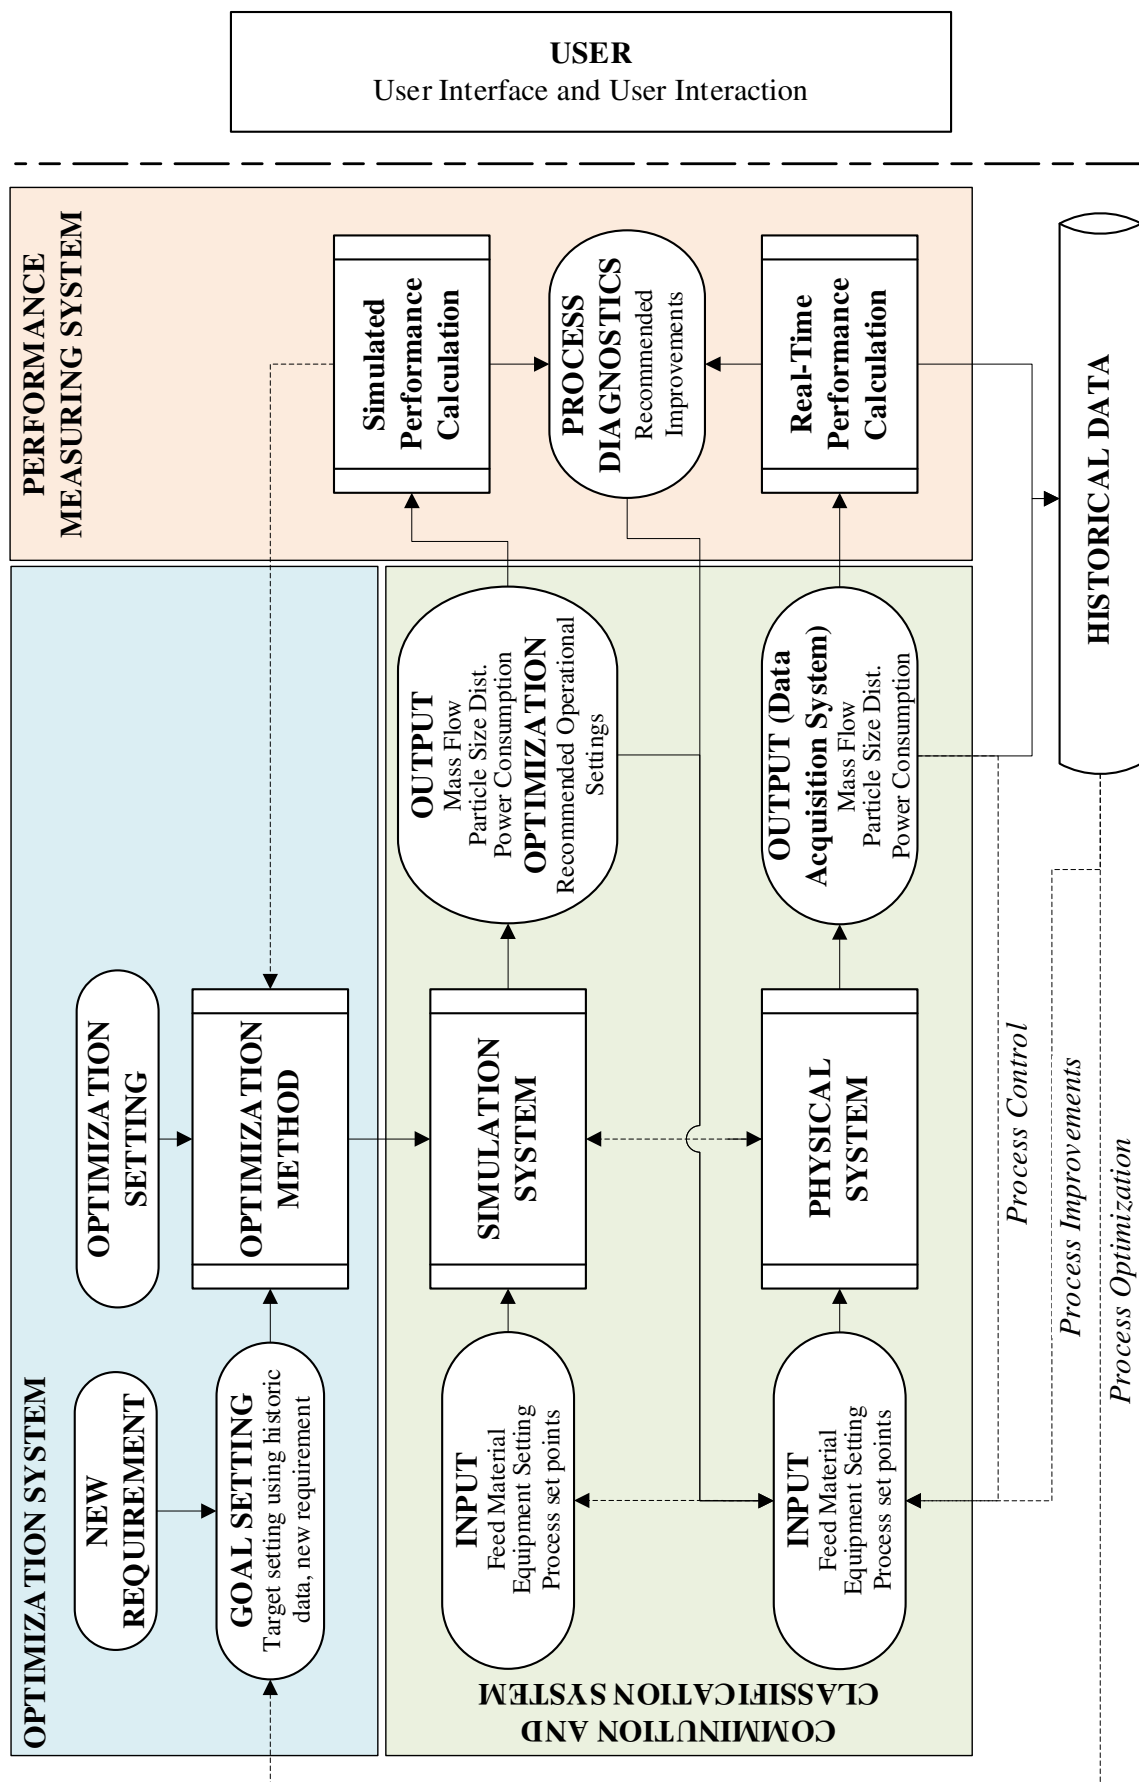 USER
User Interface and User Interaction
PERFORMANCE
MEASURING SYSTEM
Simulated
Performance
Calculation
PROCESS
DIAGNOSTICS
Recommended
Improvements
Real-Time
Performance
Calculation
HISTORICAL DATA
OPTIMIZATION SYSTEM
NEW
REQUIREMENT
GOAL SETTING
Target setting using historic
data, new requirement
OPTIMIZATION
SETTING
OPTIMIZATION
METHOD
COMMINUTION AND
CLASSIFICATION SYSTEM
INPUT
Feed Material
Equipment Setting
Process set points
SIMULATION
SYSTEM
OUTPUT
Mass Flow
Particle Size Dist.
Power Consumption
OPTIMIZATION
Recommended Operational
Settings
INPUT
Feed Material
Equipment Setting
Process set points
PHYSICAL
SYSTEM
OUTPUT (Data
Acquisition System)
Mass Flow
Particle Size Dist.
Power Consumption
Process Control
Process Improvements
Process Optimization